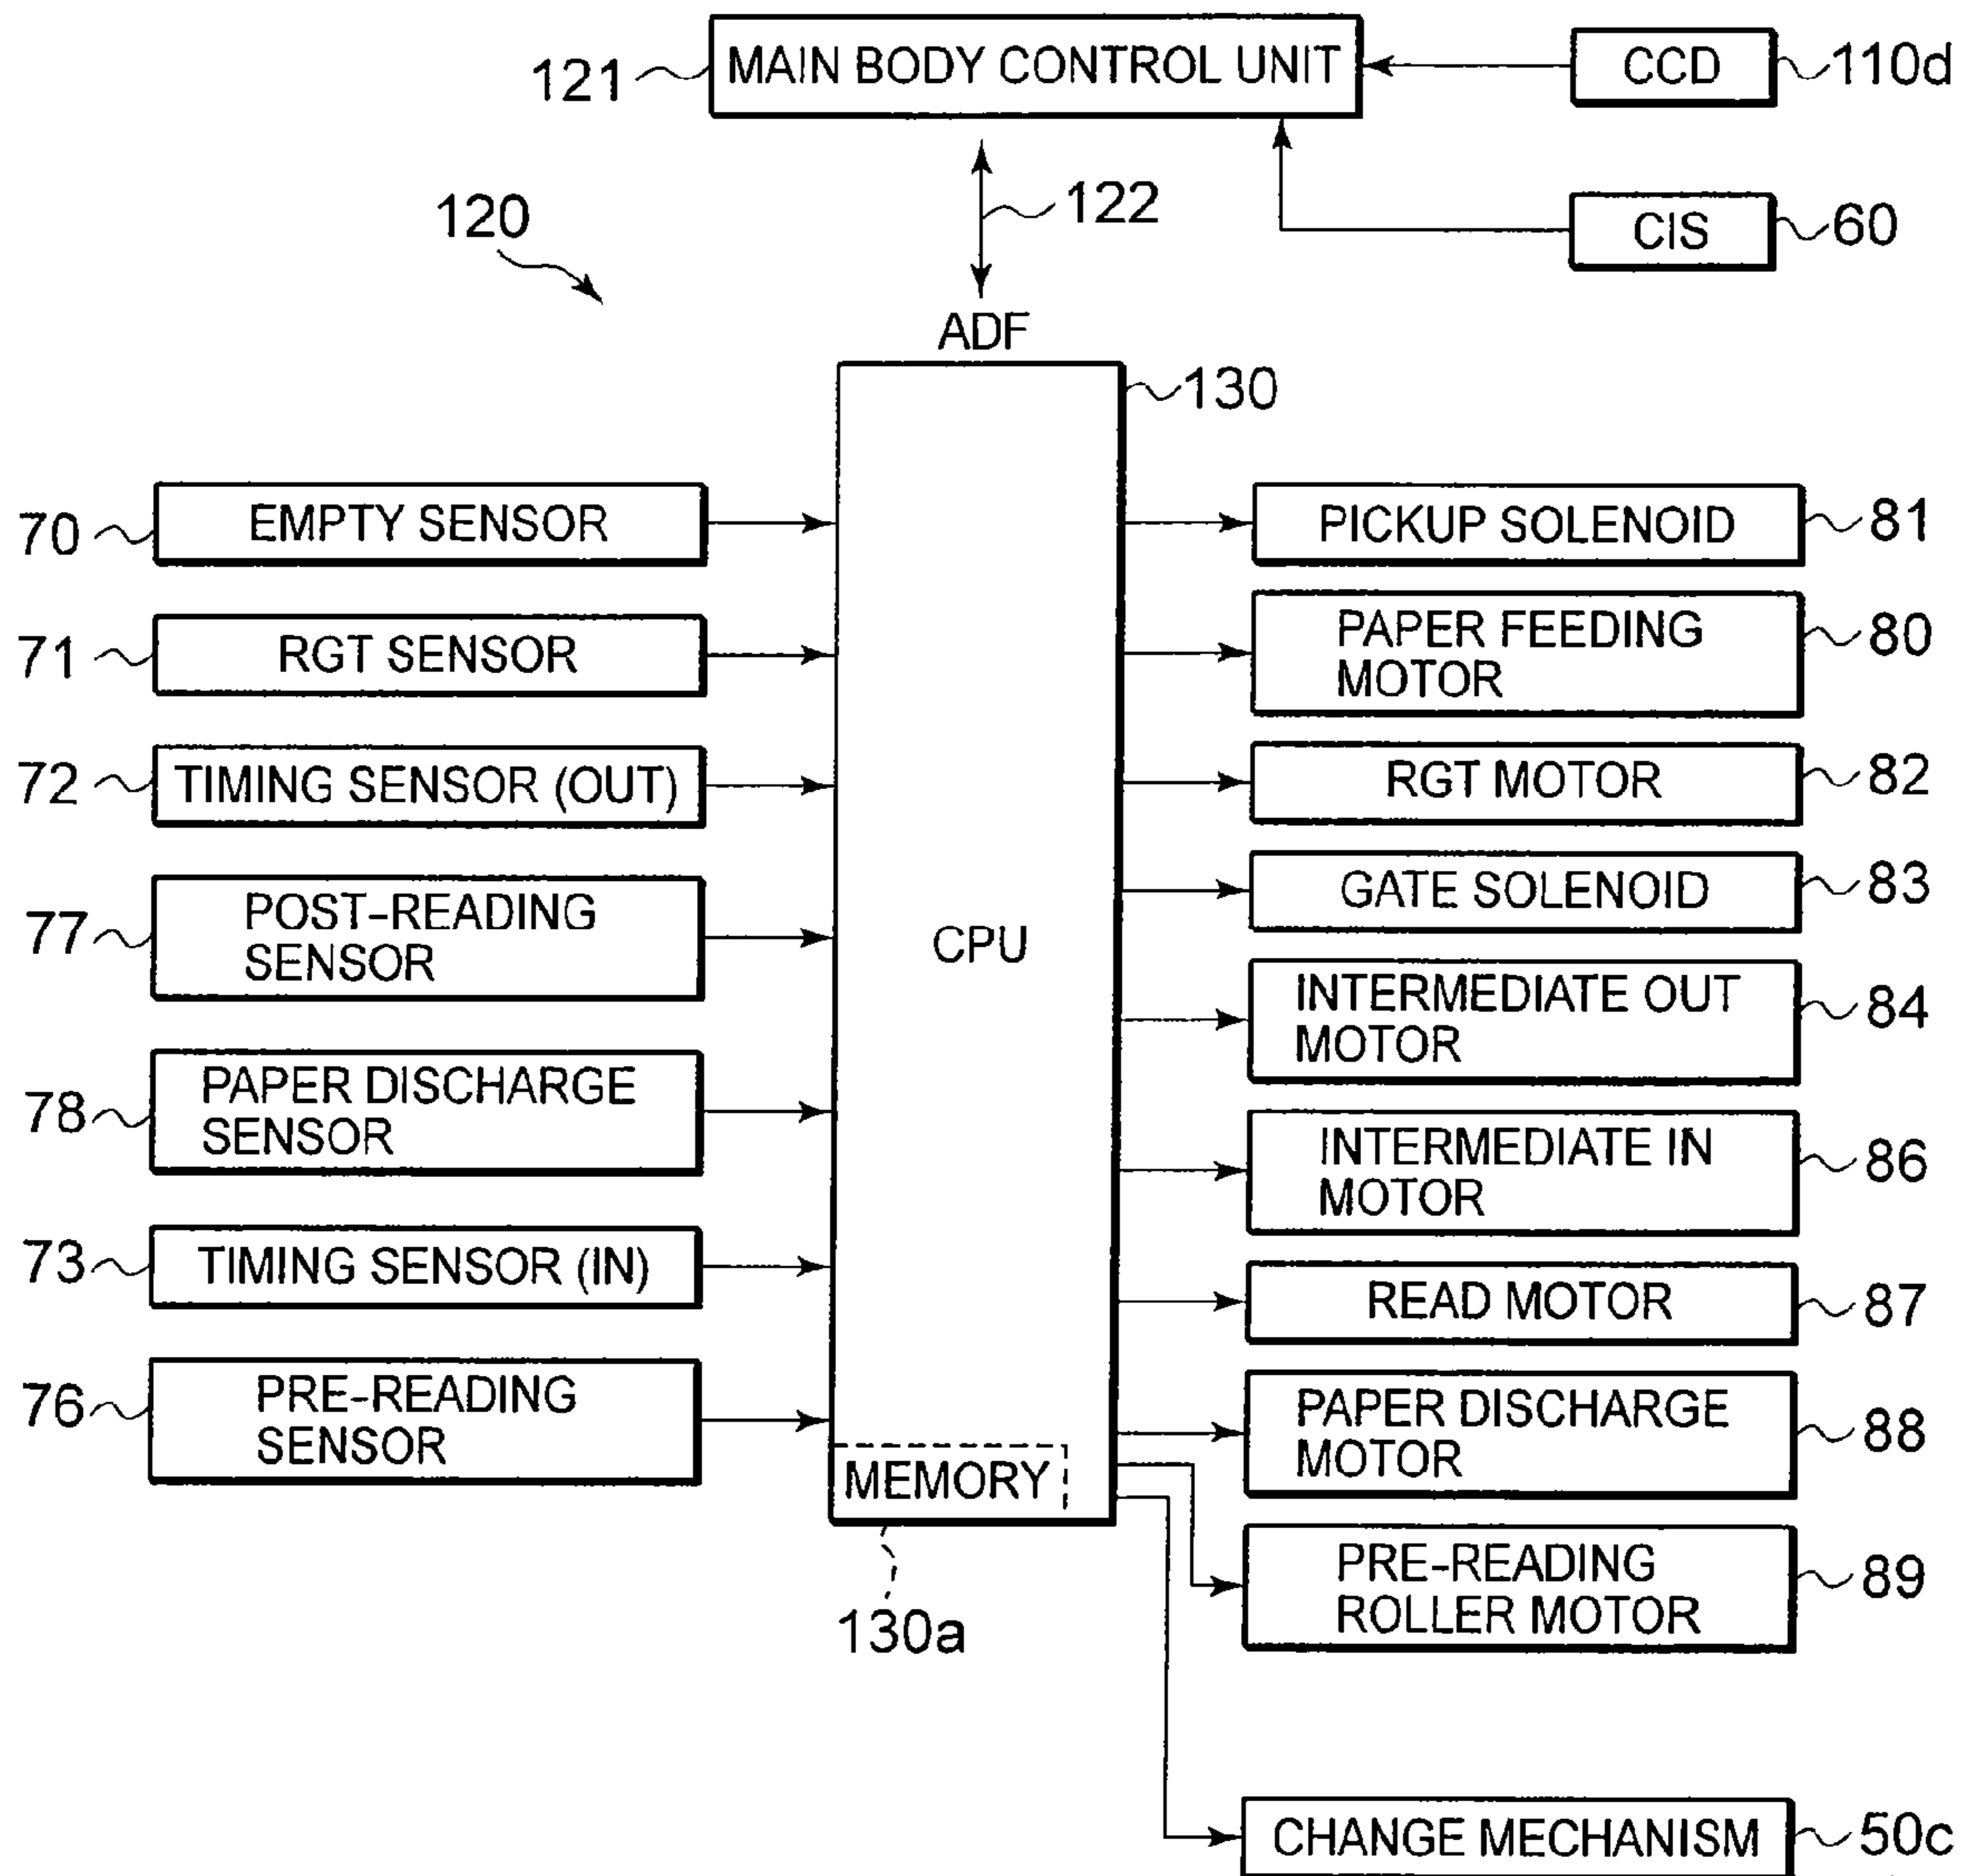 MAIN BODY CONTROL UNIT
121
CCD
110d
122
CIS
60
120
ADF
130
CPU
MEMORY
130a
70
EMPTY SENSOR
71
RGT SENSOR
72
TIMING SENSOR (OUT)
77
POST-READING
SENSOR
78
PAPER DISCHARGE
SENSOR
73
TIMING SENSOR (IN)
76
PRE-READING
SENSOR
PICKUP SOLENOID
81
PAPER FEEDING
MOTOR
80
RGT MOTOR
82
GATE SOLENOID
83
INTERMEDIATE OUT
MOTOR
84
INTERMEDIATE IN
MOTOR
86
READ MOTOR
87
PAPER DISCHARGE
MOTOR
88
PRE-READING
ROLLER MOTOR
89
CHANGE MECHANISM
50c